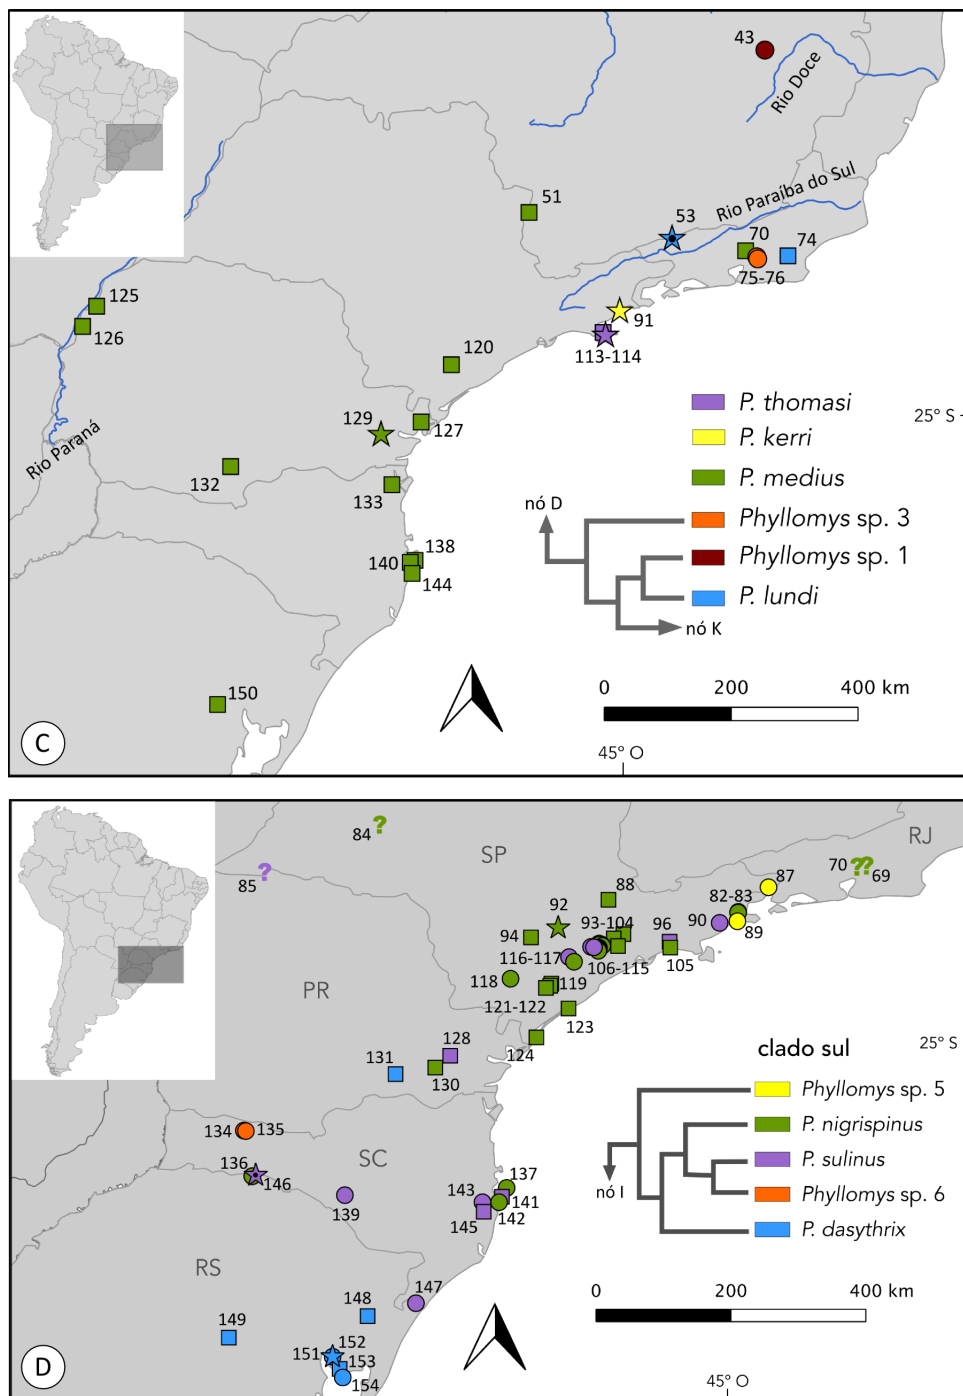 43
Rio Doce
51
53
Rio Paraíba do Sul
70
74
75-76
125
126
91
113-114
120
P. thomasi
25° S
129
127
P. kerri
Rio Paraná
132
133
P. medius
nó D
Phyllomys sp. 3
138
140
144
Phyllomys sp. 1
P. lundi
nó K
150
0 200 400 km
C
45° O
84 ?
SP
RJ
85 ?
70 ?? 69
87
88
82-83
92
93-104
96
90
89
94
116-117
105
106-115
118
119
PR
121-122
123
128
124
clado sul
25° S
131
130
Phyllomys sp. 5
P. nigrispinus
134 135
SC
136
146
P. sulinus
137
nó I
Phyllomys sp. 6
143
141
139
142
145
P. dasythrix
RS
147
148
0 200 400 km
149
152
151
153
154
D
45° O